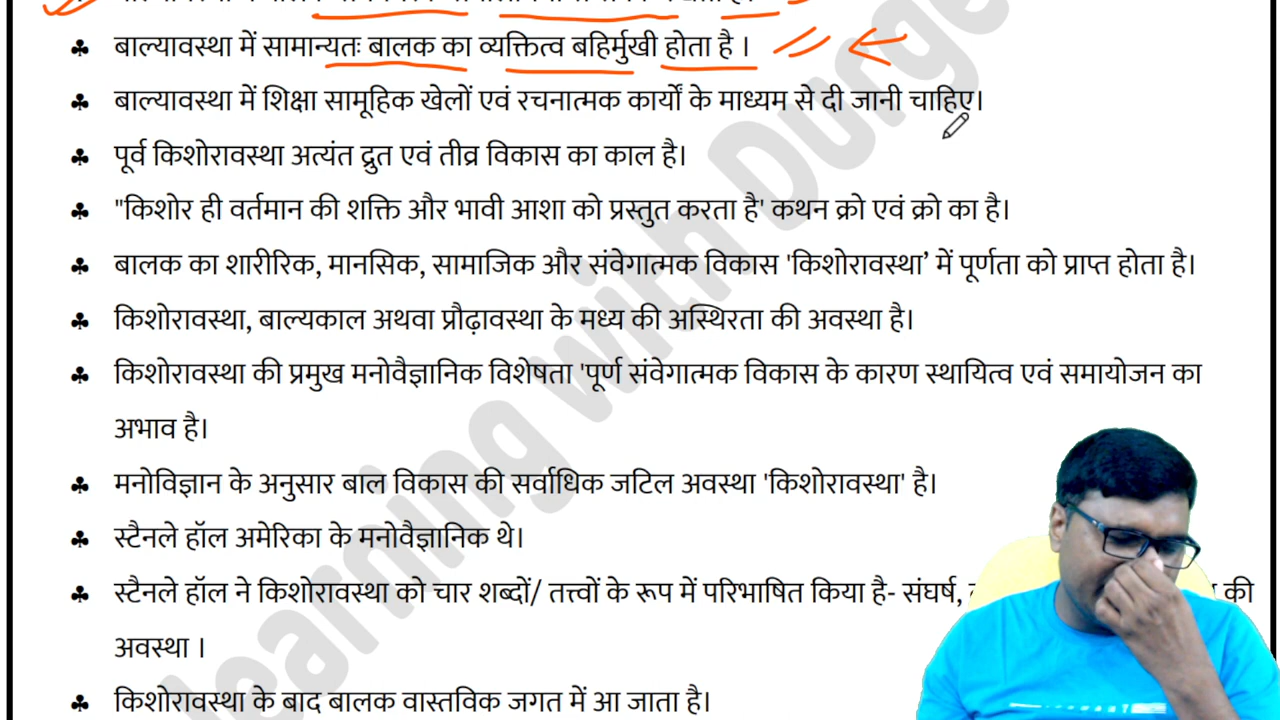 ♣ बाल्यावस्था में सामान्यतः बालक का व्यक्तित्व बहिर्मुखी होता है ।
♣ बाल्यावस्था में शिक्षा सामूहिक खेलों एवं रचनात्मक कार्यों के माध्यम से दी जानी चाहिए।
♣ पूर्व किशोरावस्था अत्यंत द्रुत एवं तीव्र विकास का काल है।
♣ "किशोर ही वर्तमान की शक्ति और भावी आशा को प्रस्तुत करता है' कथन क्रो एवं क्रो का है।
♣ बालक का शारीरिक, मानसिक, सामाजिक और संवेगात्मक विकास 'किशोरावस्था’ में पूर्णता को प्राप्त होता है।
♣ किशोरावस्था, बाल्यकाल अथवा प्रौढ़ावस्था के मध्य की अस्थिरता की अवस्था है।
♣ किशोरावस्था की प्रमुख मनोवैज्ञानिक विशेषता 'पूर्ण संवेगात्मक विकास के कारण स्थायित्व एवं समायोजन का
अभाव है।
♣ मनोविज्ञान के अनुसार बाल विकास की सर्वाधिक जटिल अवस्था 'किशोरावस्था' है।
♣ स्टैनले हॉल अमेरिका के मनोवैज्ञानिक थे।
♣ स्टैनले हॉल ने किशोरावस्था को चार शब्दों/ तत्त्वों के रूप में परिभाषित किया है- संघर्ष, की
अवस्था ।
♣ किशोरावस्था के बाद बालक वास्तविक जगत में आ जाता है।
learning with Durge